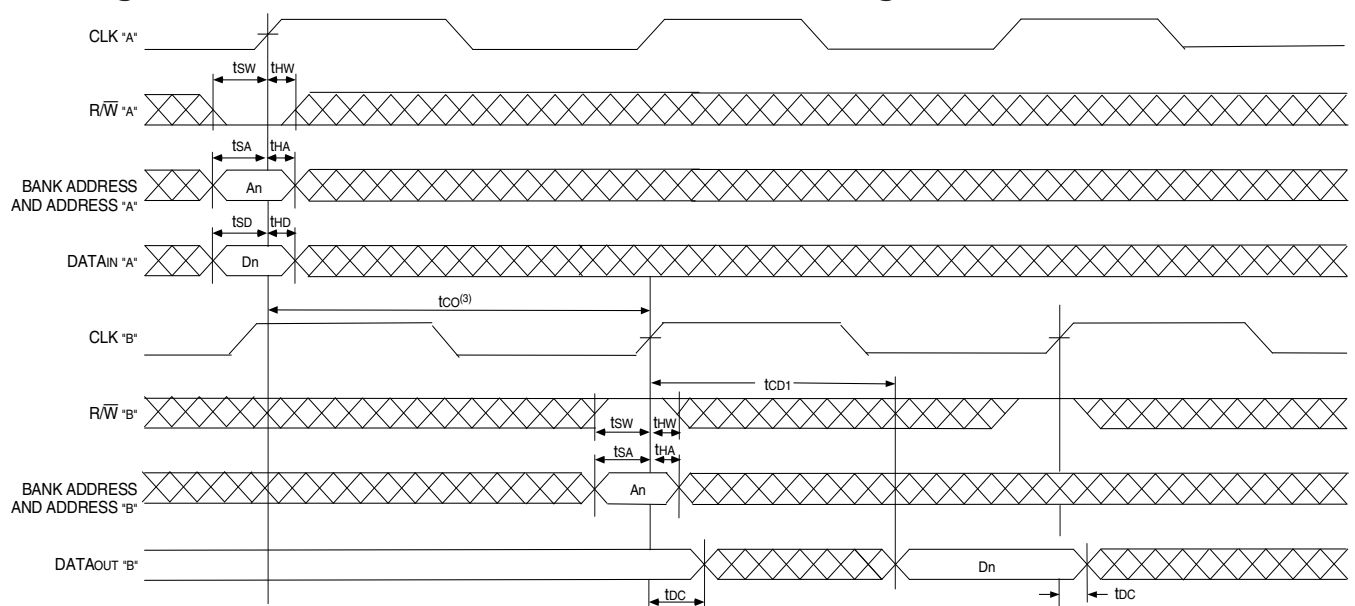 CLK "A"
tSW tHW
R/W̅ "A"
tSA tHA
BANK ADDRESS
AND ADDRESS "A"
An
tSD tHD
DATAIN "A"
Dn
tCO(3)
CLK "B"
tCD1
R/W̅ "B"
tSW tHW
tSA tHA
BANK ADDRESS
AND ADDRESS "B"
An
DATAOUT "B"
Dn
tDC
tDC